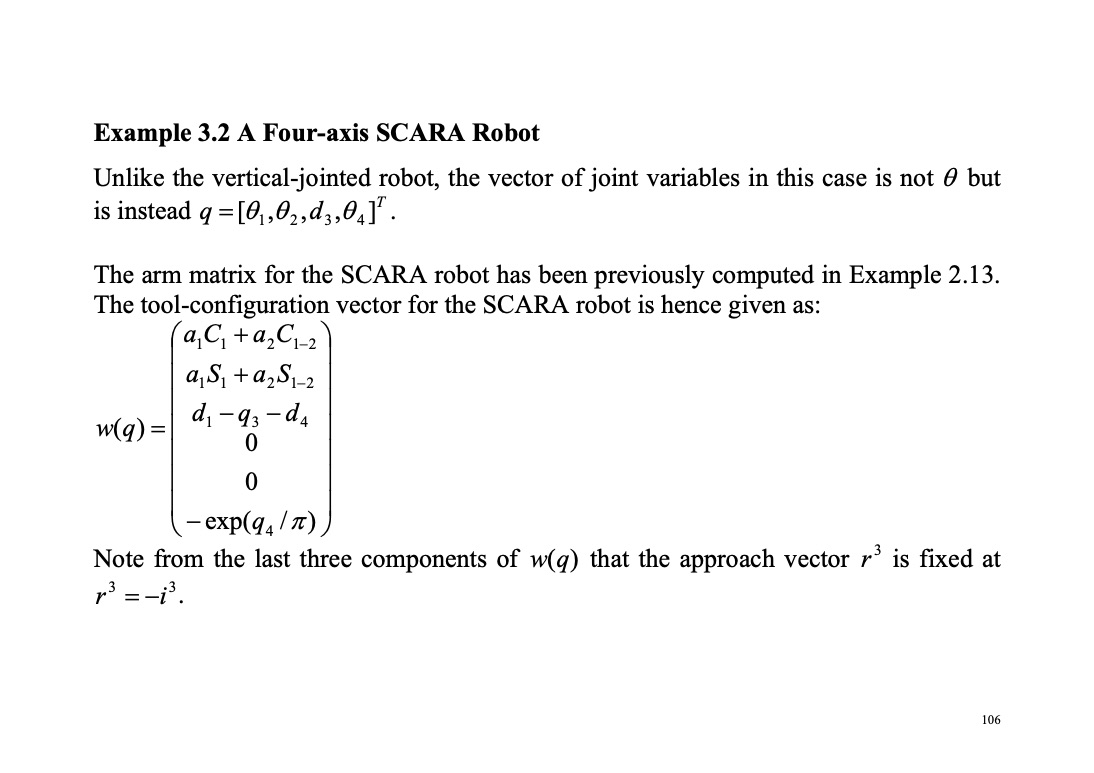 Example 3.2 A Four-axis SCARA Robot
Unlike the vertical-jointed robot, the vector of joint variables in this case is not θ but
is instead q = [θ₁,θ₂,d₃,θ₄]ᵀ.
The arm matrix for the SCARA robot has been previously computed in Example 2.13.
The tool-configuration vector for the SCARA robot is hence given as:
a₁C₁ + a₂C₁₋₂
a₁S₁ + a₂S₁₋₂
d₁ − q₃ − d₄
w(q) =
0
0
− exp(q₄ / π)
Note from the last three components of w(q) that the approach vector r³ is fixed at
r³ = −i³.
106